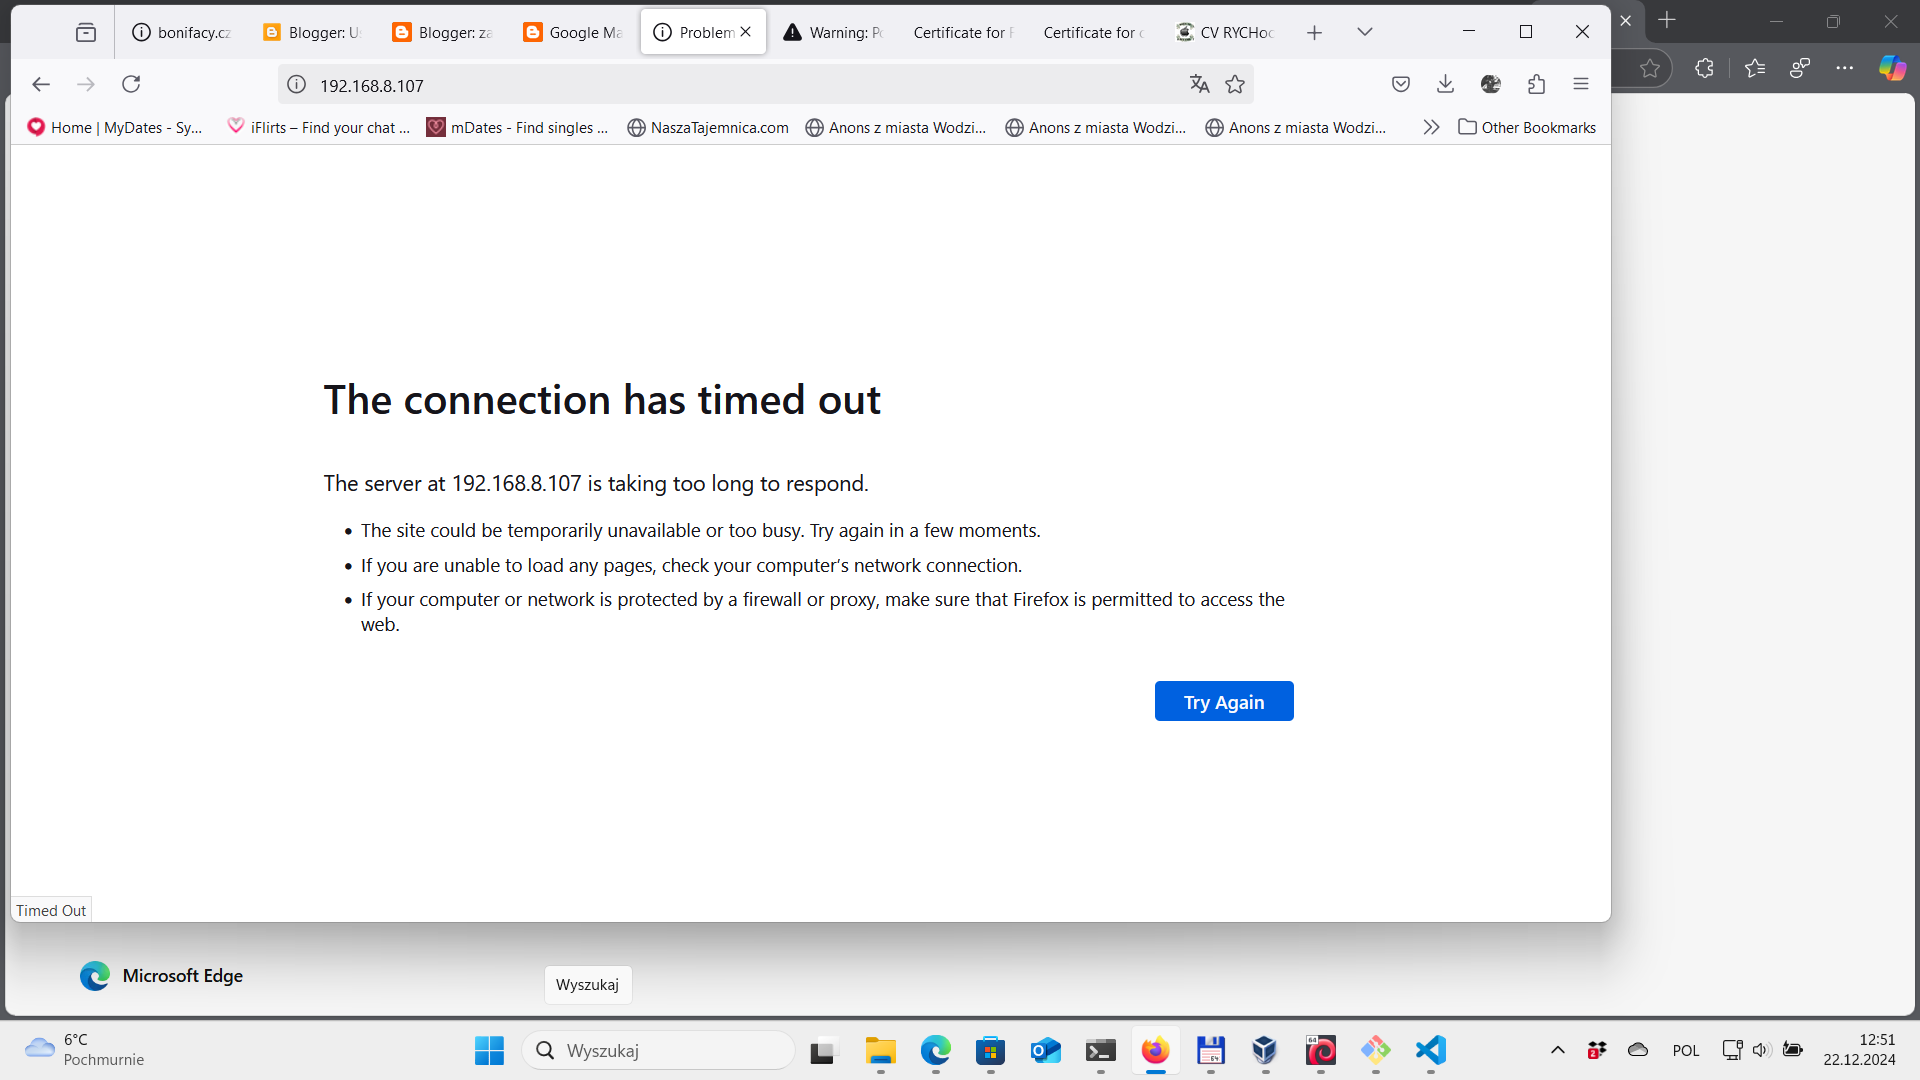 bonifacy.cz
Blogger: U
Blogger: za
Google Ma
Problem
Warning: P
Certificate for
Certificate for
CV RYCHo
192.168.8.107
Home | MyDates - Sy...
iFlirts – Find your chat ...
mDates - Find singles ...
NaszaTajemnica.com
Anons z miasta Wodzi...
Anons z miasta Wodzi...
Anons z miasta Wodzi...
Other Bookmarks
The connection has timed out
The server at 192.168.8.107 is taking too long to respond.
The site could be temporarily unavailable or too busy. Try again in a few moments.
If you are unable to load any pages, check your computer’s network connection.
If your computer or network is protected by a firewall or proxy, make sure that Firefox is permitted to access the
web.
Try Again
Timed Out
Microsoft Edge
Wyszukaj
6°C
Pochmurnie
Wyszukaj
64
64
2
POL
12:51
22.12.2024